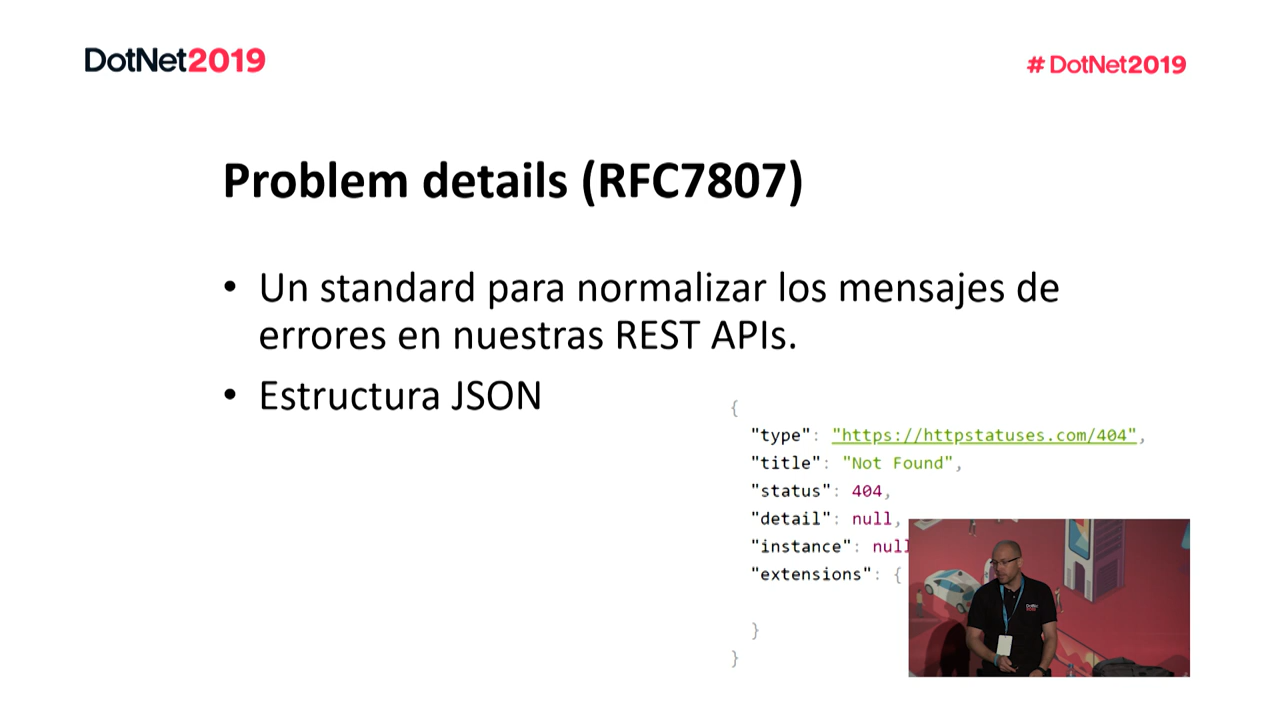 DotNet2019
# DotNet2019
Problem details (RFC7807)
• Un standard para normalizar los mensajes de
errores en nuestras REST APIs.
• Estructura JSON
{
"type": "https://httpstatuses.com/404",
"title": "Not Found",
"status": 404,
"detail": null,
"instance": null
"extensions": {
}
}